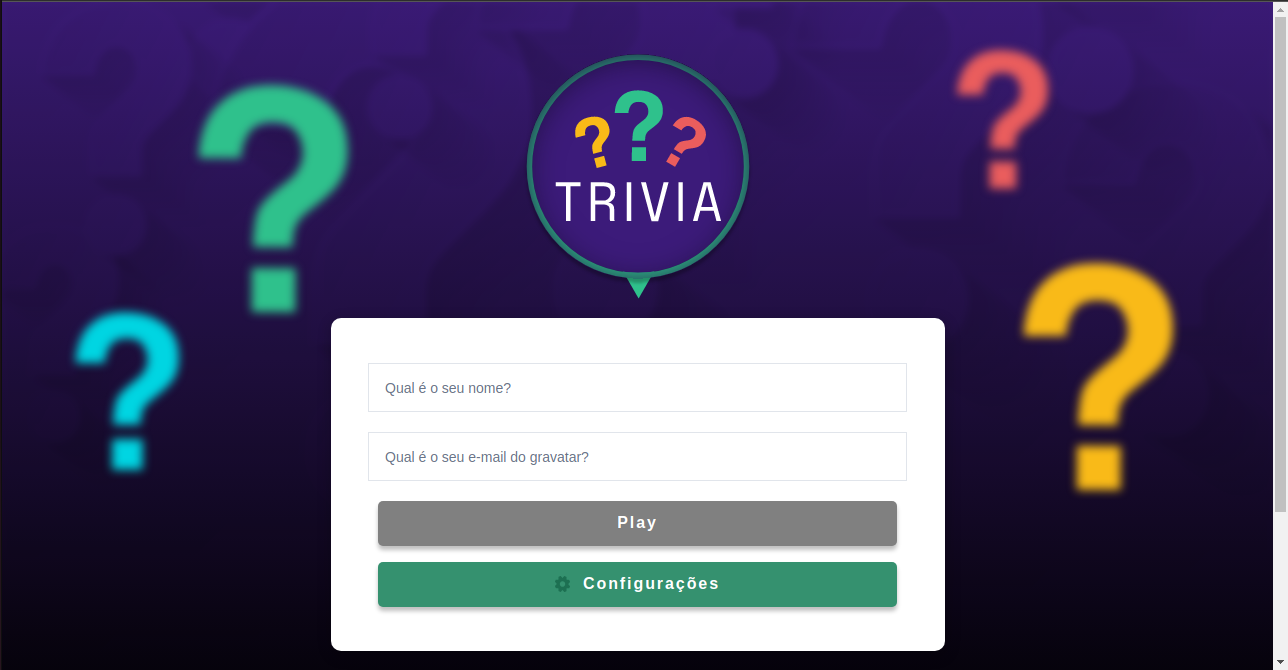 ? ? ?
TRIVIA
Qual é o seu nome?
Qual é o seu e-mail do gravatar?
Play
Configurações